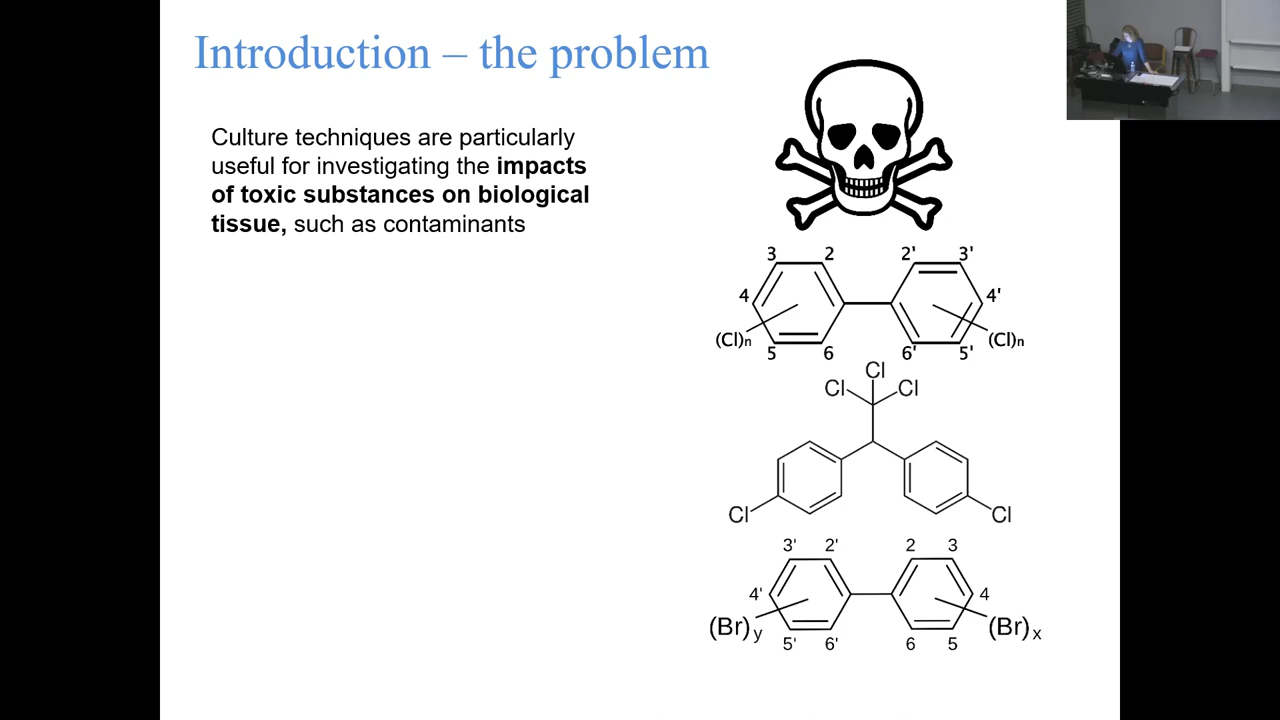 Introduction – the problem
Culture techniques are particularly
useful for investigating the impacts
of toxic substances on biological
tissue, such as contaminants
3 2 2' 3'
4 4'
(Cl)n (Cl)n
5 6 6' 5'
Cl
Cl Cl
Cl Cl
3' 2' 2 3
4' 4
(Br)y (Br)x
5' 6' 6 5